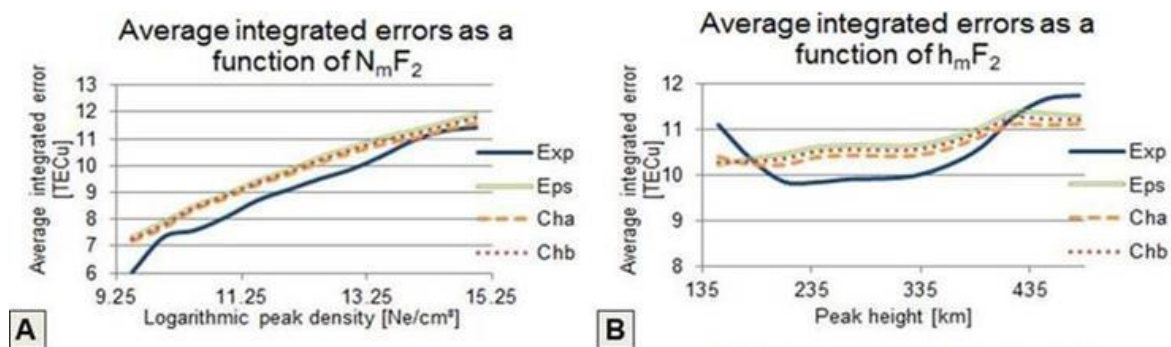 Average integrated errors as a
function of NmF2
Average integrated error
[TECu]
13
12
11
10
9
8
7
6
9.25 11.25 13.25 15.25
Logarithmic peak density [Ne/cm³]
Exp
Eps
Cha
Chb
A
Average integrated errors as a
function of hmF2
Average integrated error
[TECu]
12
11
10
9
8
135 235 335 435
Peak height [km]
Exp
Eps
Cha
Chb
B